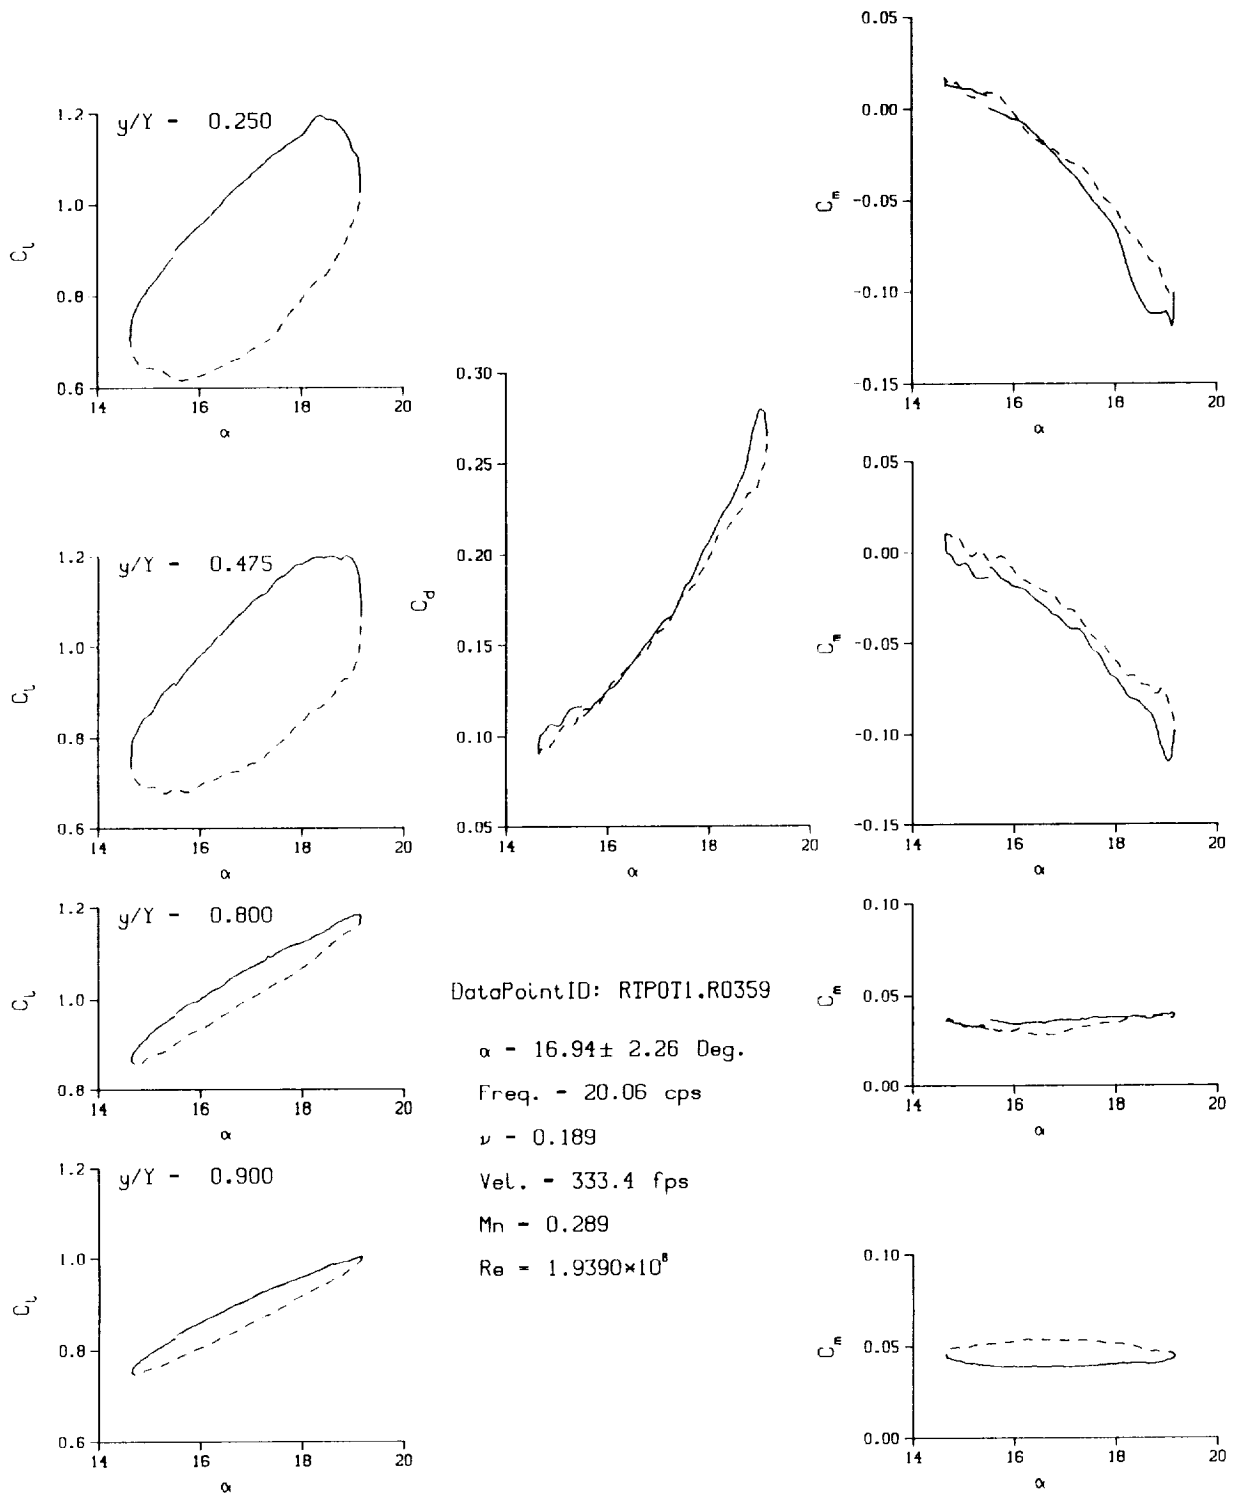 y/Y - 0.250
1.2
1.0
0.8
0.6
C_l
14 16 18 20
α
0.05
0.00
-0.05
-0.10
-0.15
C_m
14 16 18 20
α
y/Y - 0.475
1.2
1.0
0.8
0.6
C_l
14 16 18 20
α
0.30
0.25
0.20
0.15
0.10
0.05
C_d
14 16 18 20
α
0.05
0.00
-0.05
-0.10
-0.15
C_m
14 16 18 20
α
y/Y - 0.800
1.2
1.0
0.8
C_l
14 16 18 20
α
0.10
0.05
0.00
C_m
14 16 18 20
α
DataPointID: RTPOT1.R0359
α - 16.94± 2.26 Deg.
Freq. - 20.06 cps
ν - 0.189
Vel. - 333.4 fps
Mn - 0.289
Re = 1.9390×10⁶
y/Y - 0.900
1.2
1.0
0.8
0.6
C_l
14 16 18 20
α
0.10
0.05
0.00
C_m
14 16 18 20
α